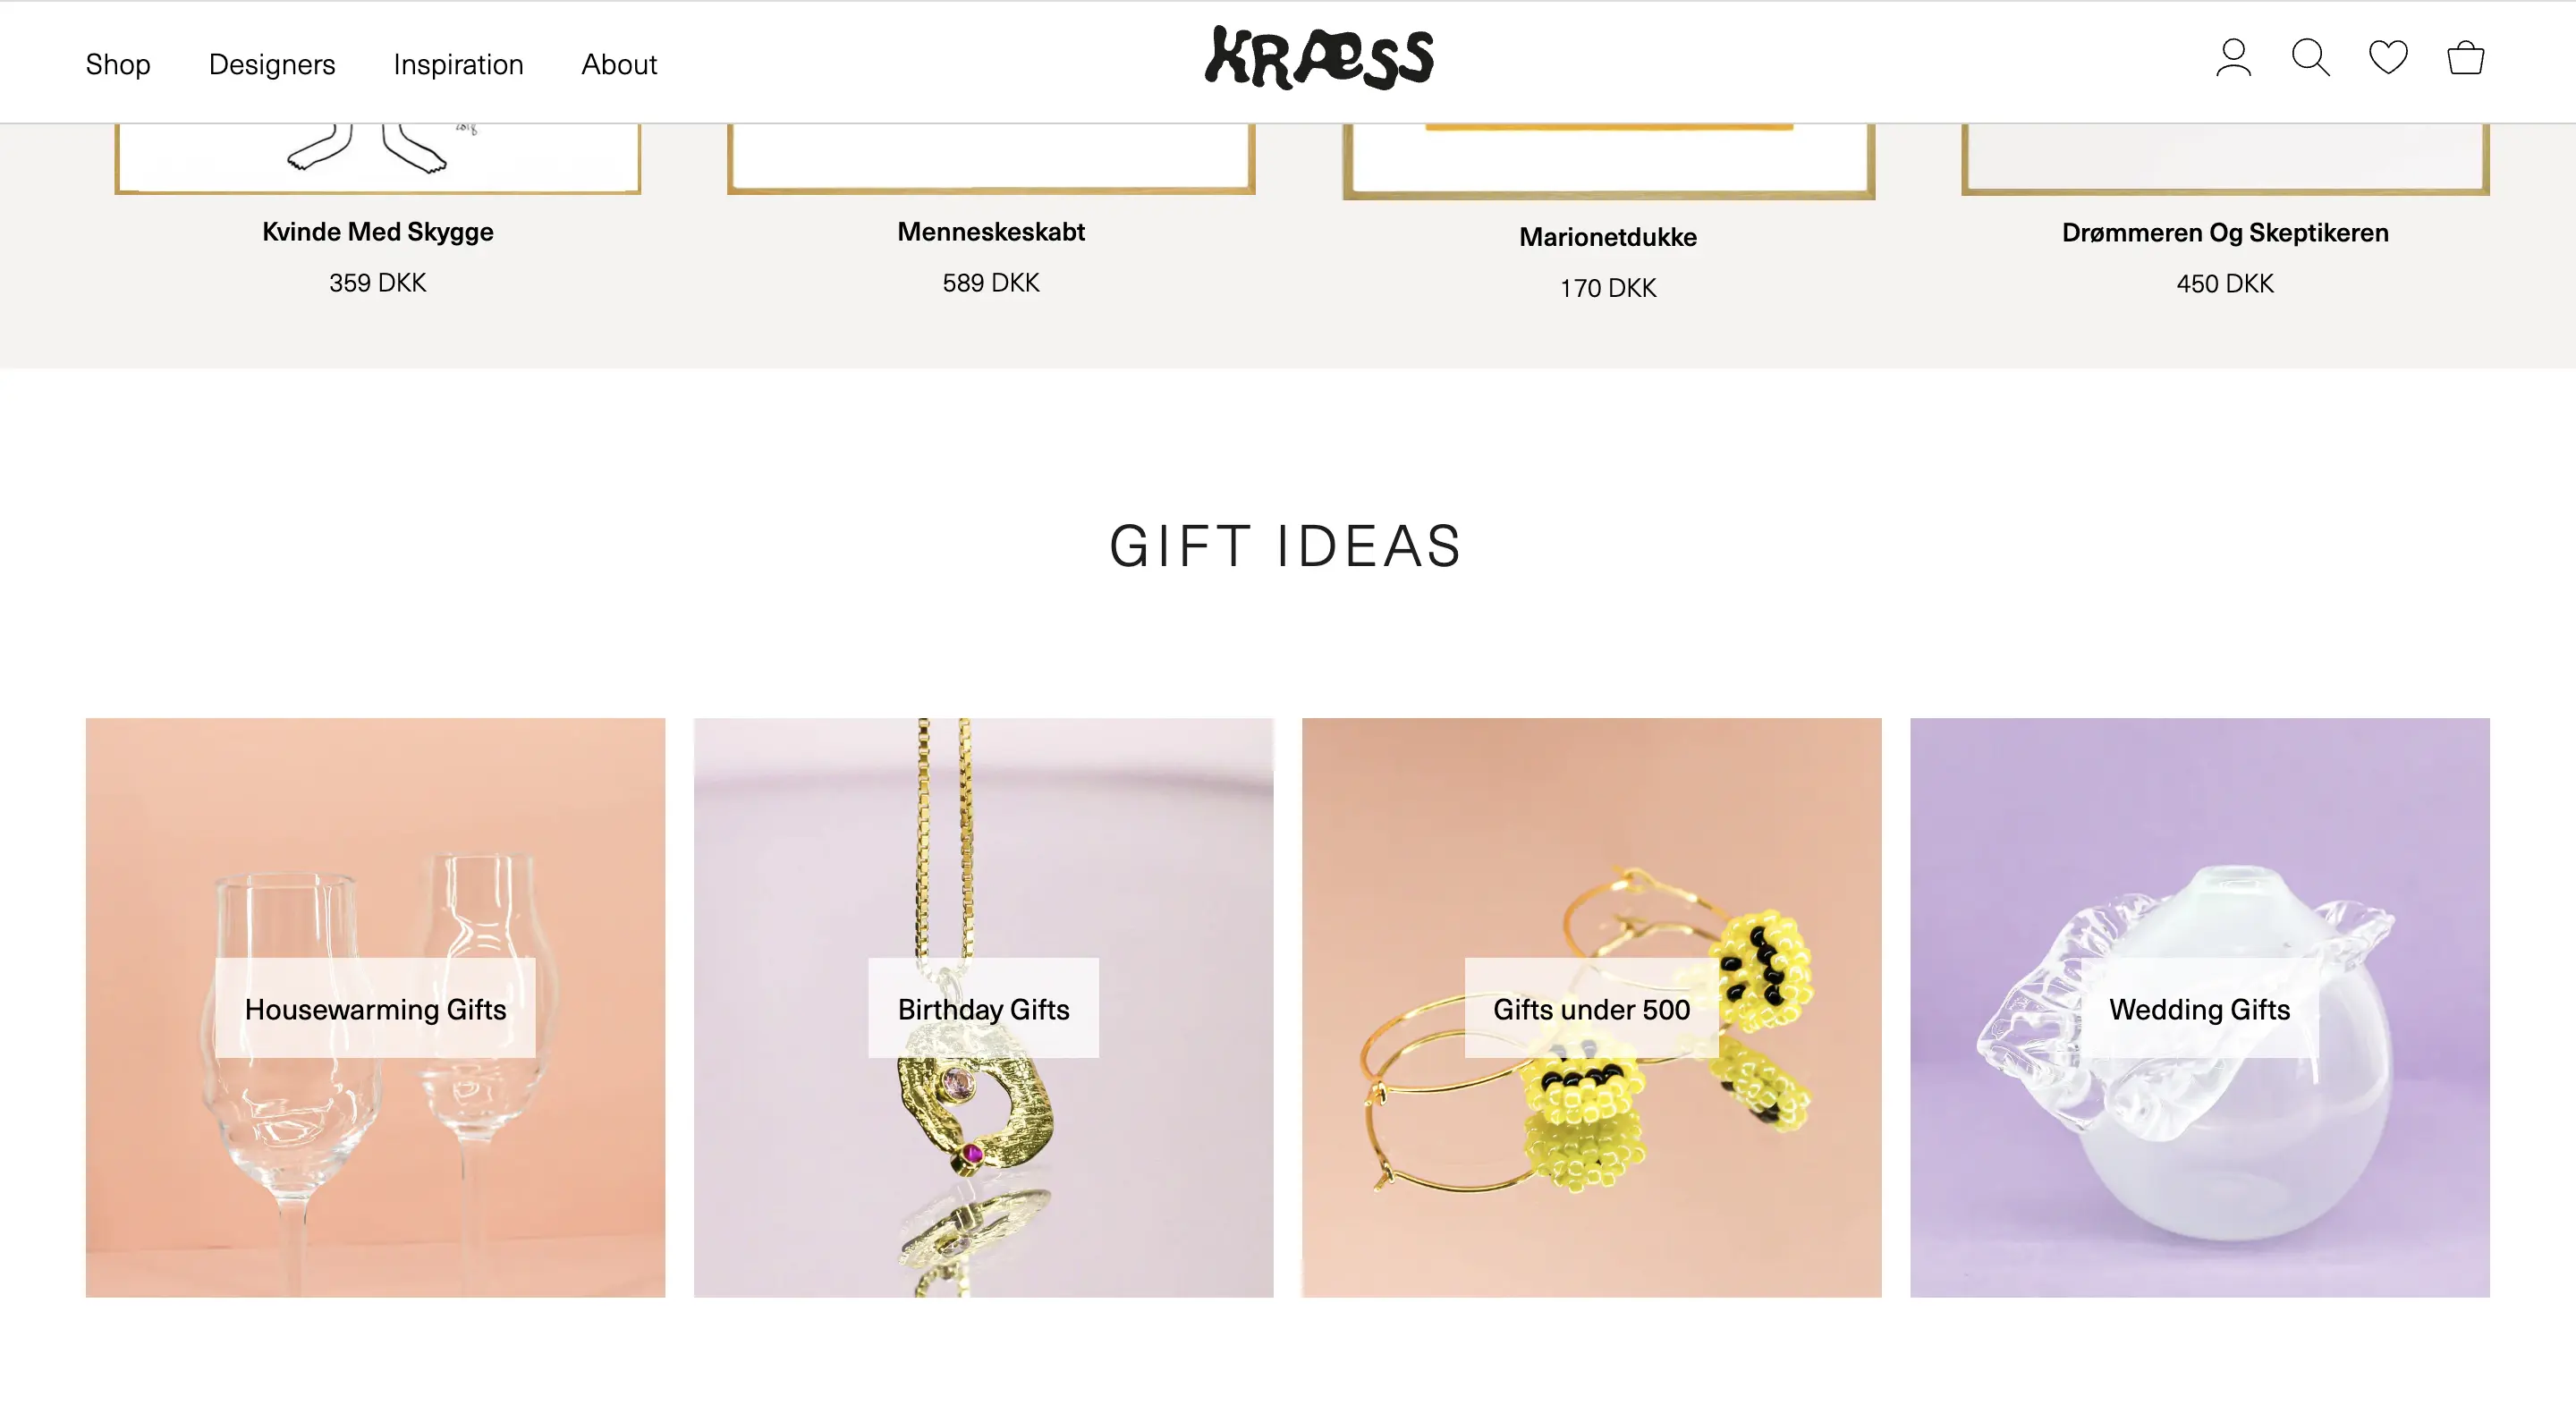 Shop Designers Inspiration About
KRÆSS
2018
Kvinde Med Skygge
359 DKK
Menneskeskabt
589 DKK
Marionetdukke
170 DKK
Drømmeren Og Skeptikeren
450 DKK
GIFT IDEAS
Housewarming Gifts
Birthday Gifts
Gifts under 500
Wedding Gifts